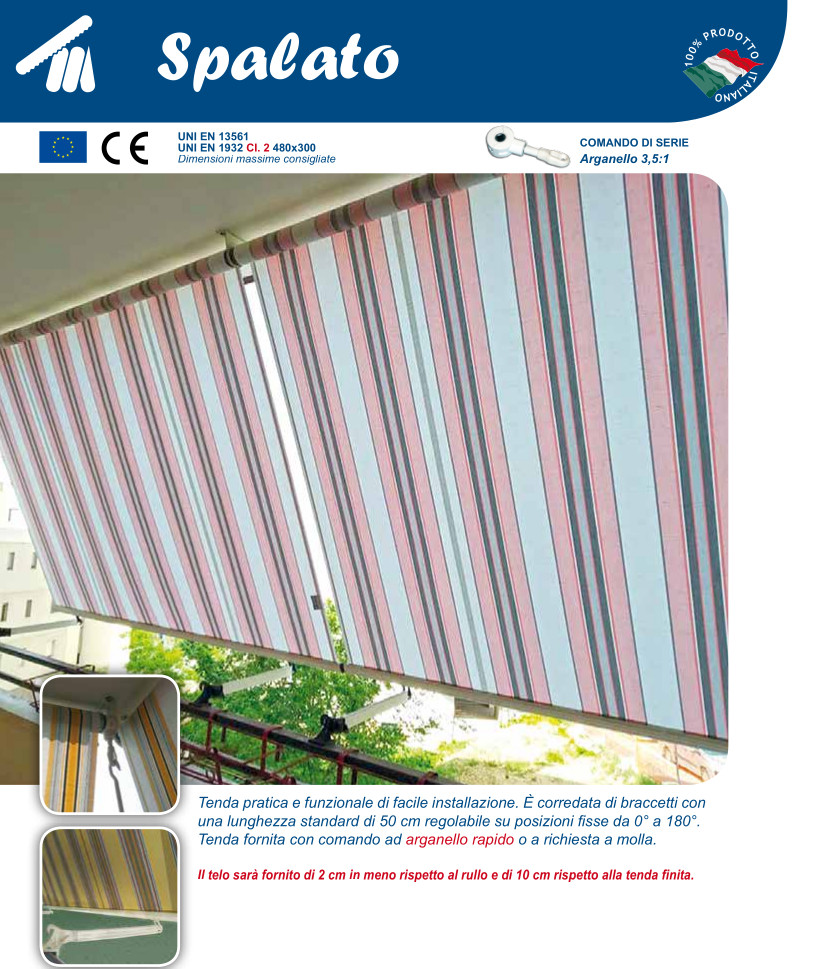 Spalato
100% PRODOTTO ITALIANO
UNI EN 13561
UNI EN 1932 Cl. 2 480x300
Dimensioni massime consigliate
COMANDO DI SERIE
Arganello 3,5:1
Tenda pratica e funzionale di facile installazione. È corredata di braccetti con
una lunghezza standard di 50 cm regolabile su posizioni fisse da 0° a 180°.
Tenda fornita con comando ad arganello rapido o a richiesta a molla.
Il telo sarà fornito di 2 cm in meno rispetto al rullo e di 10 cm rispetto alla tenda finita.